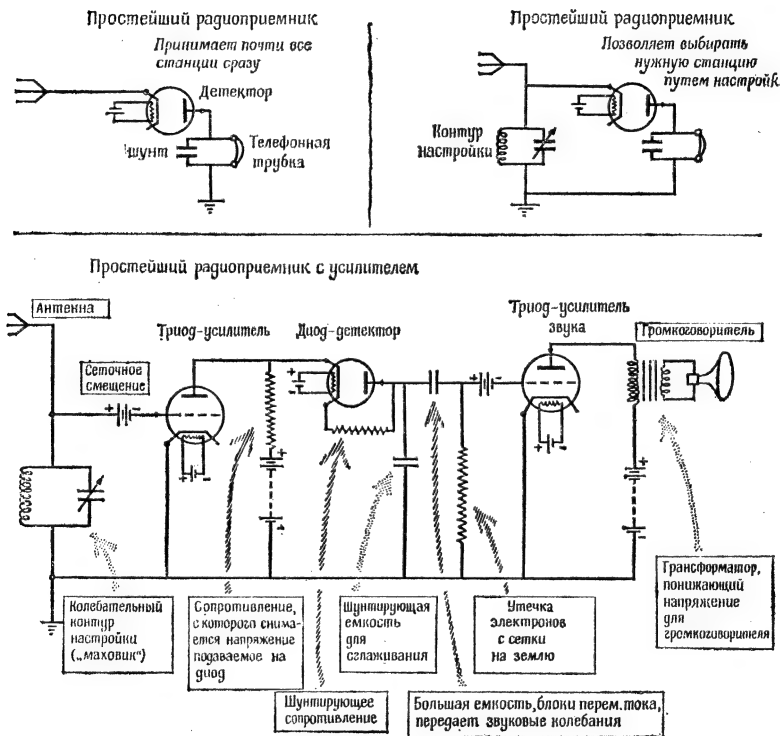 Простейший радиоприемник
Принимает почти все
станции сразу
Детектор
Шунт
Телефонная
трубка
Простейший радиоприемник
Позволяет выбирать
нужную станцию
путем настройк
Контур
настройки
Простейший радиоприемник с усилителем
Антенна
Триод-усилитель
Диод-детектор
Триод-усилитель
звука
Громкоговоритель
Сеточное
смещение
Колебательный
контур
настройки
(„маховик“)
Сопротивление,
с которого снима-
ется напряжение
подаваемое на
диод
Шунтирующая
емкость
для
сглаживания
Утечка
электронов
с сетки
на землю
Трансформатор,
понижающий
напряжение
для
громкоговорителя
Шунтирующее
сопротивление
Большая емкость, блоки перем. тока,
передает звуковые колебания